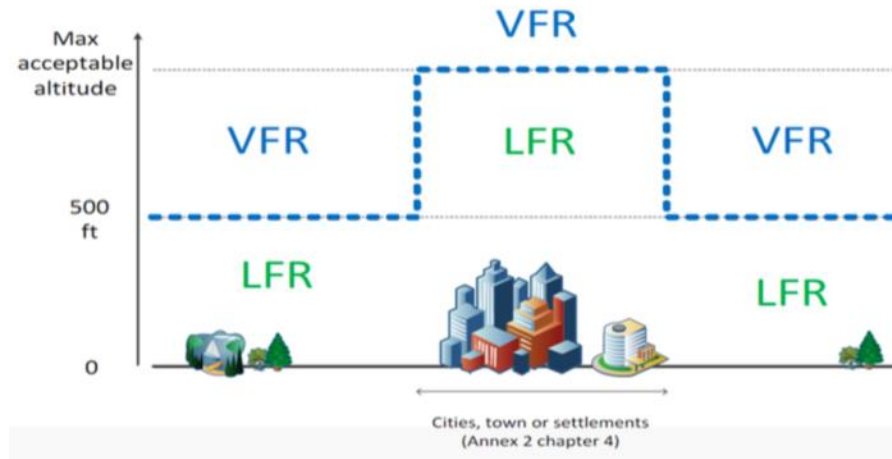 VFR
Max
acceptable
altitude
VFR
LFR
VFR
500
ft
LFR
LFR
0
Cities, town or settlements
(Annex 2 chapter 4)